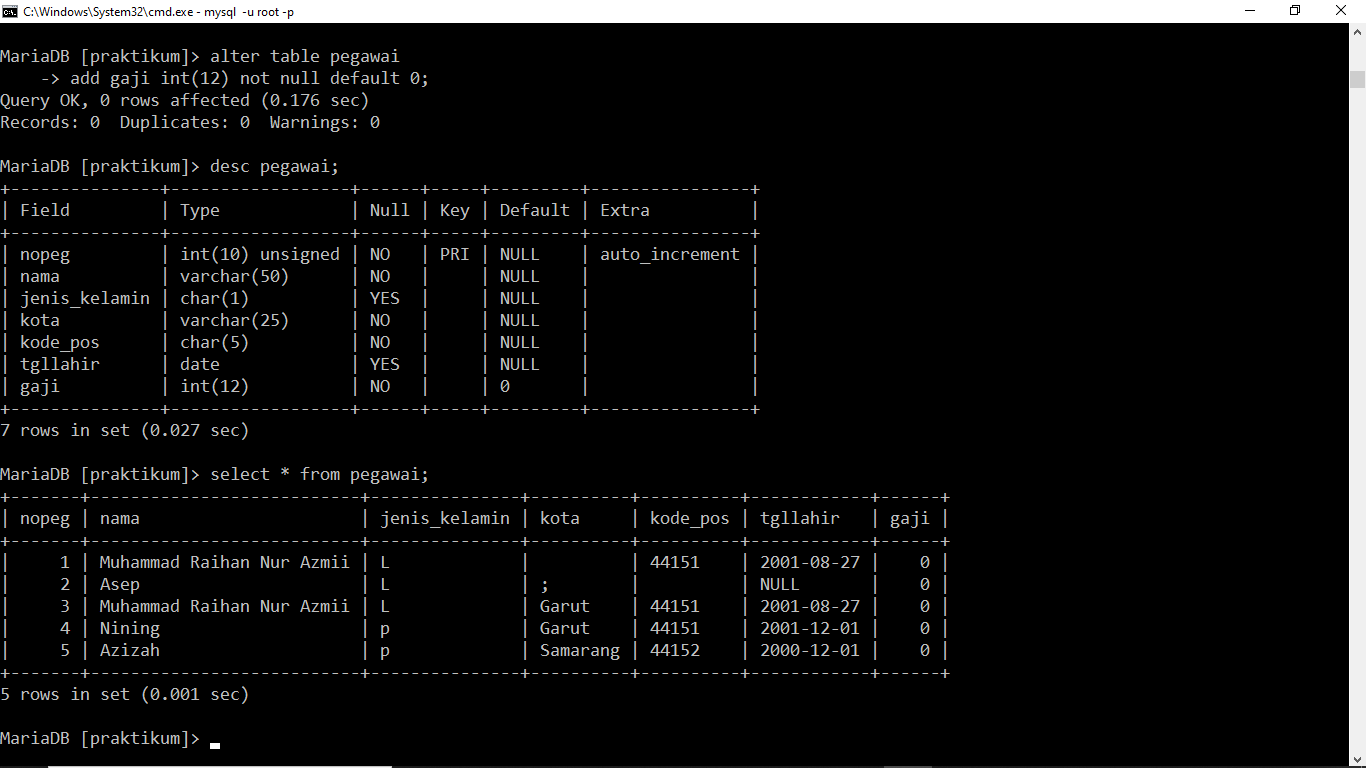 C:\Windows\System32\cmd.exe - mysql  -u root -p
MariaDB [praktikum]> alter table pegawai
    -> add gaji int(12) not null default 0;
Query OK, 0 rows affected (0.176 sec)
Records: 0  Duplicates: 0  Warnings: 0

MariaDB [praktikum]> desc pegawai;
+---------------+------------------+------+-----+---------+----------------+
| Field         | Type             | Null | Key | Default | Extra          |
+---------------+------------------+------+-----+---------+----------------+
| nopeg         | int(10) unsigned | NO   | PRI | NULL    | auto_increment |
| nama          | varchar(50)      | NO   |     | NULL    |                |
| jenis_kelamin | char(1)          | YES  |     | NULL    |                |
| kota          | varchar(25)      | NO   |     | NULL    |                |
| kode_pos      | char(5)          | NO   |     | NULL    |                |
| tgllahir      | date             | YES  |     | NULL    |                |
| gaji          | int(12)          | NO   |     | 0       |                |
+---------------+------------------+------+-----+---------+----------------+
7 rows in set (0.027 sec)

MariaDB [praktikum]> select * from pegawai;
+-------+---------------------------+---------------+----------+----------+------------+------+
| nopeg | nama                      | jenis_kelamin | kota     | kode_pos | tgllahir   | gaji |
+-------+---------------------------+---------------+----------+----------+------------+------+
|     1 | Muhammad Raihan Nur Azmii | L             |          | 44151    | 2001-08-27 |    0 |
|     2 | Asep                      | L             | ;        |          | NULL       |    0 |
|     3 | Muhammad Raihan Nur Azmii | L             | Garut    | 44151    | 2001-08-27 |    0 |
|     4 | Nining                    | p             | Garut    | 44151    | 2001-12-01 |    0 |
|     5 | Azizah                    | p             | Samarang | 44152    | 2000-12-01 |    0 |
+-------+---------------------------+---------------+----------+----------+------------+------+
5 rows in set (0.001 sec)

MariaDB [praktikum]>